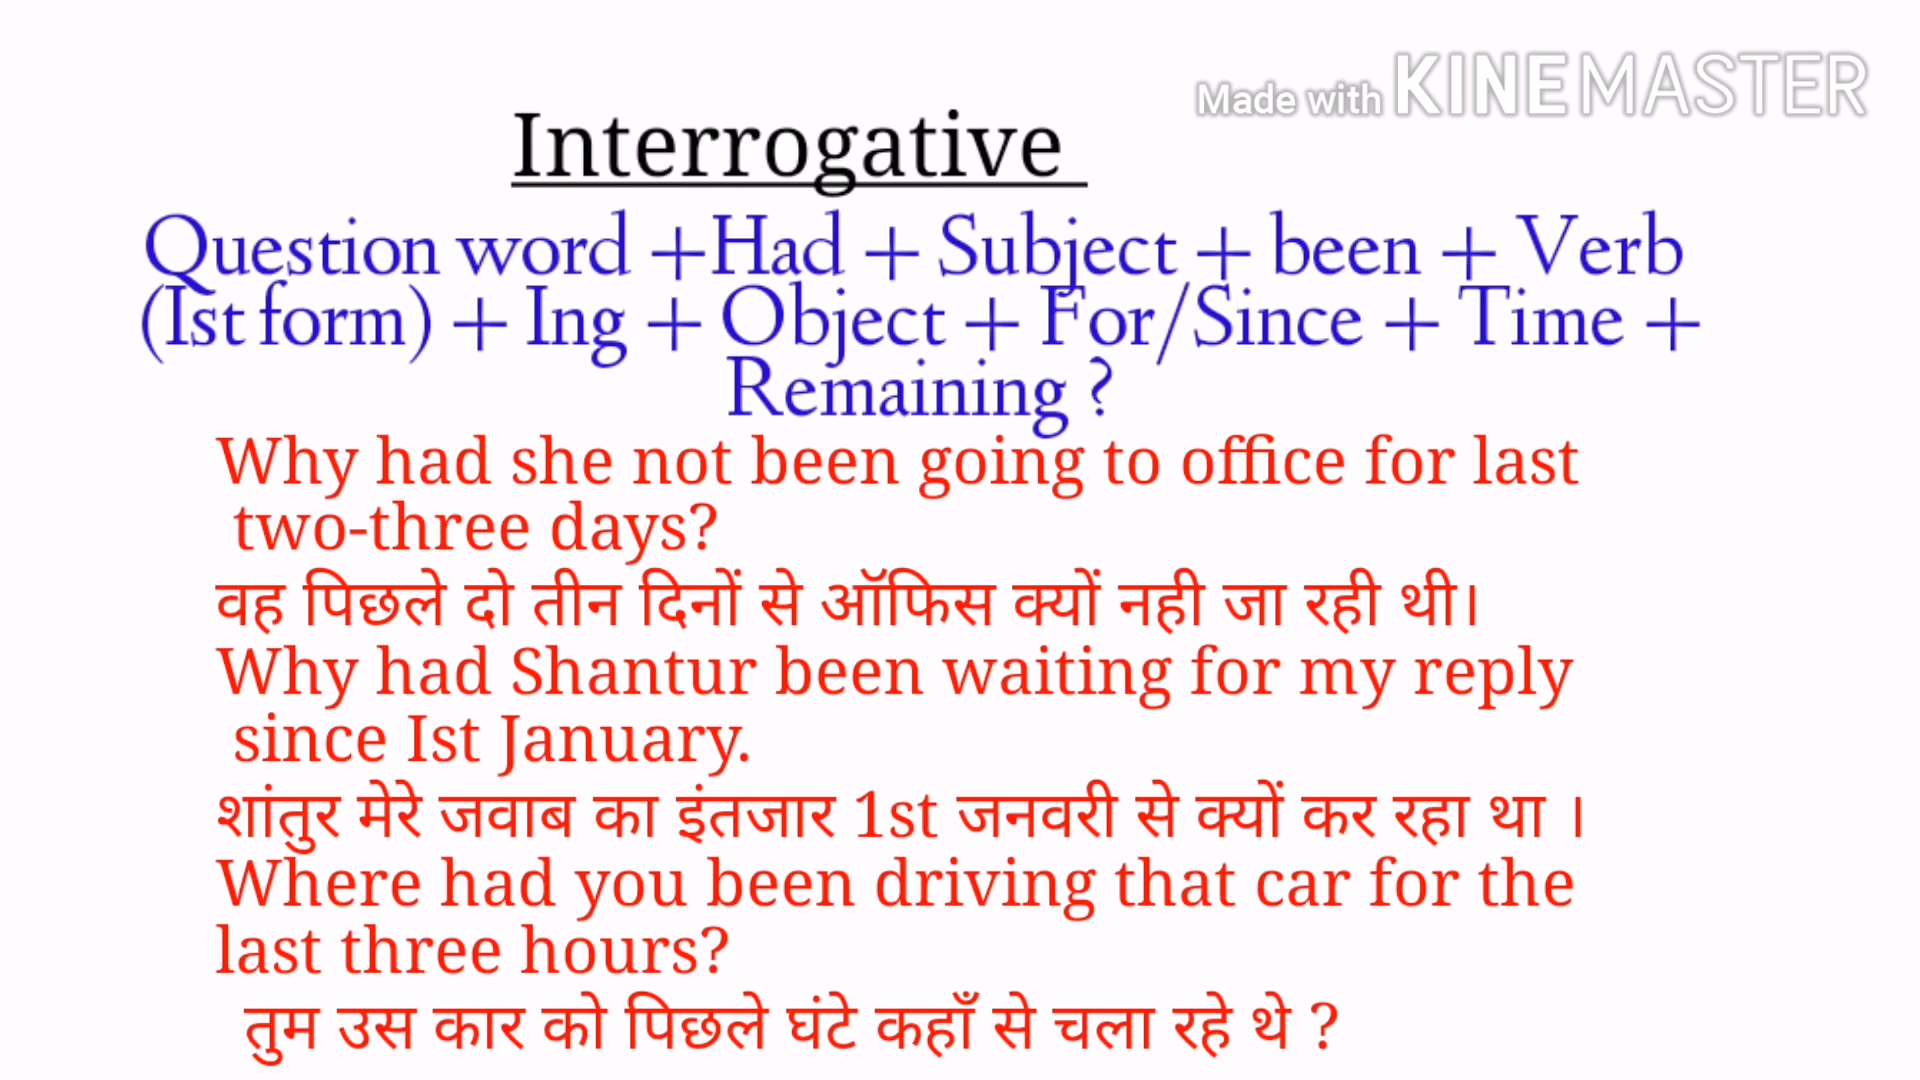 Made with KINEMASTER
Interrogative
Question word +Had + Subject + been + Verb
(Ist form) + Ing + Object + For/Since + Time +
Remaining ?
Why had she not been going to office for last
two-three days?
वह पिछले दो तीन दिनों से ऑफिस क्यों नही जा रही थी।
Why had Shantur been waiting for my reply
since Ist January.
शांतुर मेरे जवाब का इंतजार 1st जनवरी से क्यों कर रहा था ।
Where had you been driving that car for the
last three hours?
तुम उस कार को पिछले घंटे कहाँ से चला रहे थे ?